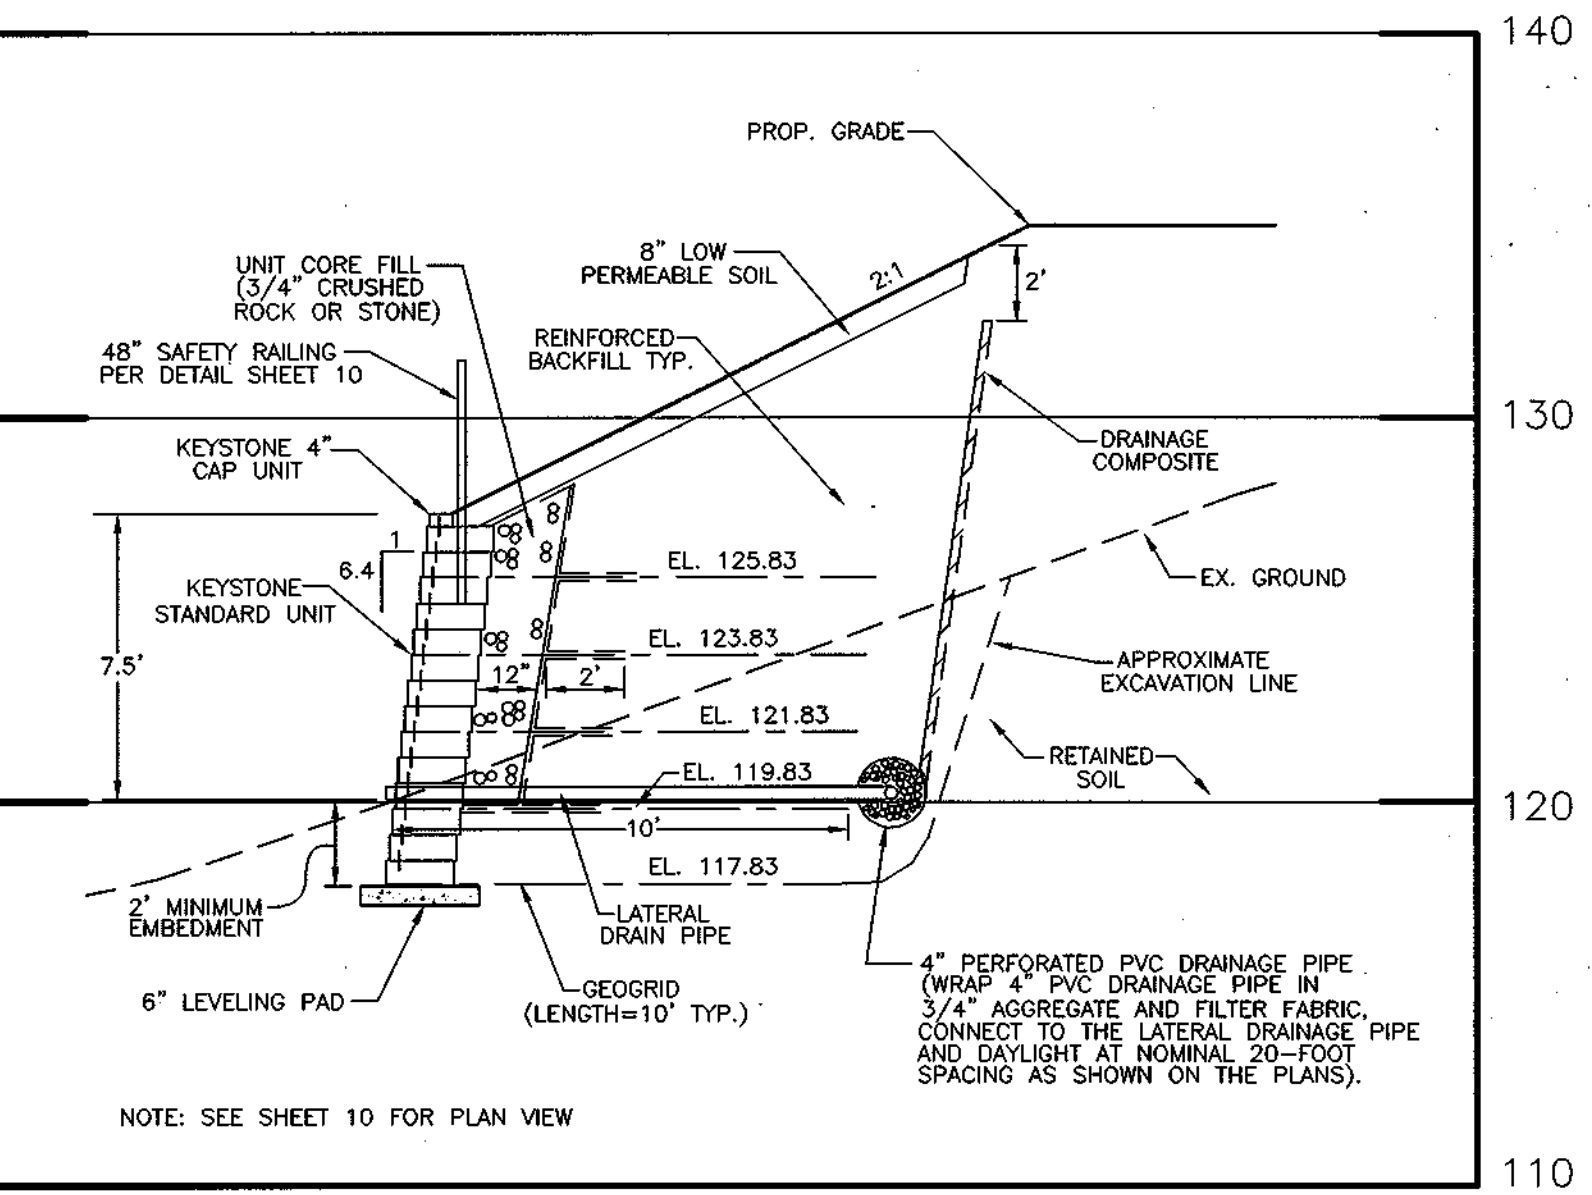 140
PROP. GRADE
8" LOW
PERMEABLE SOIL
2:1
2'
UNIT CORE FILL
(3/4" CRUSHED
ROCK OR STONE)
REINFORCED
BACKFILL TYP.
48" SAFETY RAILING
PER DETAIL SHEET 10
130
KEYSTONE 4"
CAP UNIT
DRAINAGE
COMPOSITE
1
6.4
EL. 125.83
KEYSTONE
STANDARD UNIT
EX. GROUND
EL. 123.83
7.5'
12"
2'
APPROXIMATE
EXCAVATION LINE
EL. 121.83
RETAINED
SOIL
EL. 119.83
120
10'
EL. 117.83
2' MINIMUM
EMBEDMENT
LATERAL
DRAIN PIPE
6" LEVELING PAD
GEOGRID
(LENGTH=10' TYP.)
4" PERFORATED PVC DRAINAGE PIPE
(WRAP 4" PVC DRAINAGE PIPE IN
3/4" AGGREGATE AND FILTER FABRIC,
CONNECT TO THE LATERAL DRAINAGE PIPE
AND DAYLIGHT AT NOMINAL 20-FOOT
SPACING AS SHOWN ON THE PLANS).
NOTE: SEE SHEET 10 FOR PLAN VIEW
110